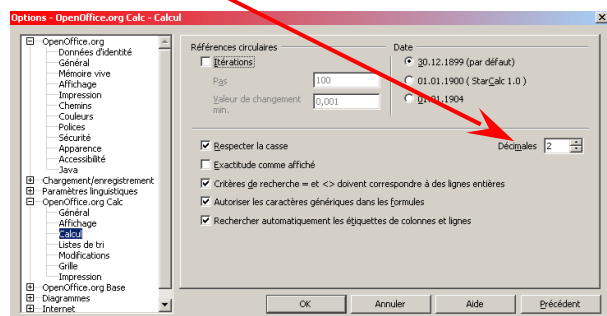 Options - OpenOffice.org Calc - Calcul
OpenOffice.org
Données d'identité
Général
Mémoire vive
Affichage
Impression
Chemins
Couleurs
Polices
Sécurité
Apparence
Accessibilité
Java
Chargement/enregistrement
Paramètres linguistiques
OpenOffice.org Calc
Général
Affichage
Calcul
Listes de tri
Modifications
Grille
Impression
OpenOffice.org Base
Diagrammes
Internet
Références circulaires
Itérations
Pas 100
Valeur de changement min. 0,001
Date
30.12.1899 (par défaut)
01.01.1900 ( StarCalc 1.0 )
01.01.1904
Respecter la casse
Décimales 2
Exactitude comme affiché
Critères de recherche = et <> doivent correspondre à des lignes entières
Autoriser les caractères génériques dans les formules
Rechercher automatiquement les étiquettes de colonnes et lignes
OK Annuler Aide Précédent